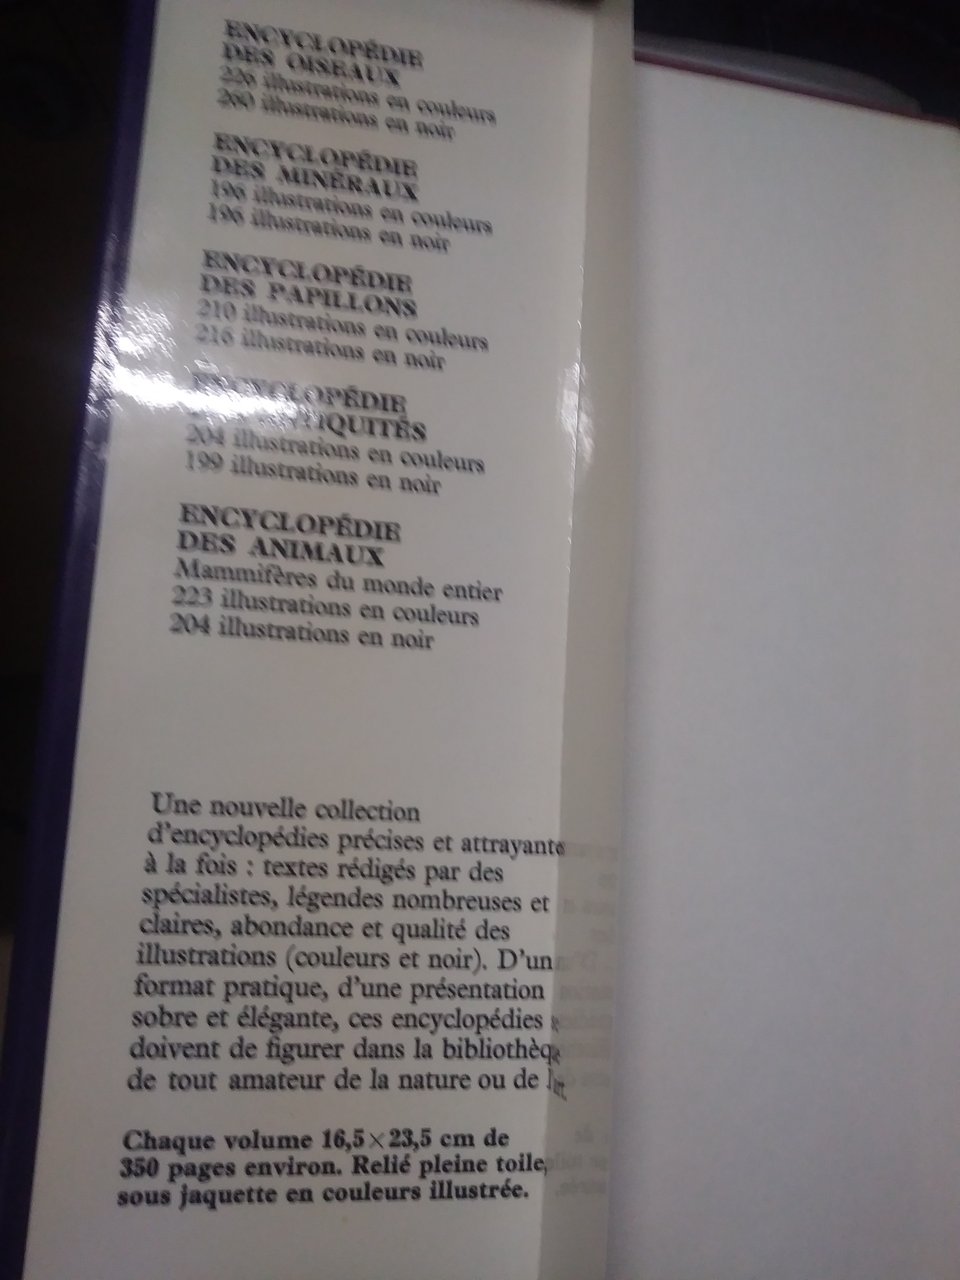 ENCYCLOPÉDIE
DES OISEAUX
226 illustrations en couleurs
260 illustrations en noir
ENCYCLOPÉDIE
DES MINÉRAUX
196 illustrations en couleurs
196 illustrations en noir
ENCYCLOPÉDIE
DES PAPILLONS
210 illustrations en couleurs
216 illustrations en noir
ENCYCLOPÉDIE
ANTIQUITÉS
204 illustrations en couleurs
199 illustrations en noir
ENCYCLOPÉDIE
DES ANIMAUX
Mammifères du monde entier
223 illustrations en couleurs
204 illustrations en noir
Une nouvelle collection
d'encyclopédies précises et attrayante
à la fois : textes rédigés par des
spécialistes, légendes nombreuses et
claires, abondance et qualité des
illustrations (couleurs et noir). D'un
format pratique, d'une présentation
sobre et élégante, ces encyclopédies
doivent de figurer dans la bibliothèq
de tout amateur de la nature ou de
Chaque volume 16,5×23,5 cm de
350 pages environ. Relié pleine toile,
sous jaquette en couleurs illustrée.